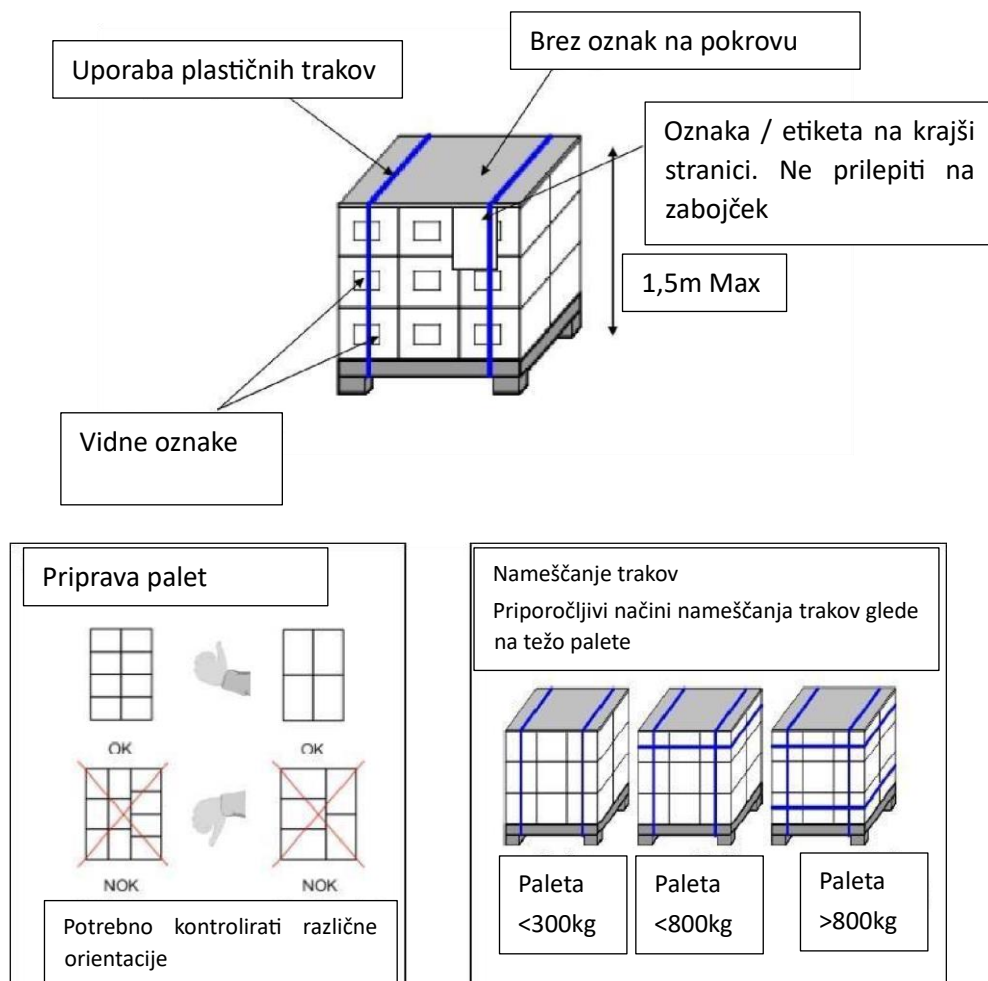 Uporaba plastičnih trakov
Brez oznak na pokrovu
Oznaka / etiketa na krajši
stranici. Ne prilepiti na
zabojček
1,5m Max
Vidne oznake
Priprava palet
OK
OK
NOK
NOK
Potrebno kontrolirati različne
orientacije
Nameščanje trakov
Priporočljivi načini nameščanja trakov glede
na težo palete
Paleta
<300kg
Paleta
<800kg
Paleta
>800kg